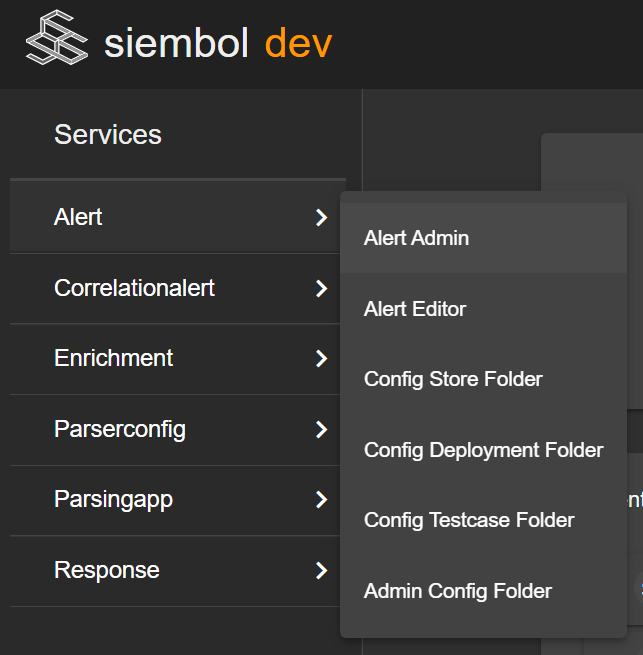 siembol dev
Services
Alert
Correlationalert
Enrichment
Parserconfig
Parsingapp
Response
Alert Admin
Alert Editor
Config Store Folder
Config Deployment Folder
Config Testcase Folder
Admin Config Folder